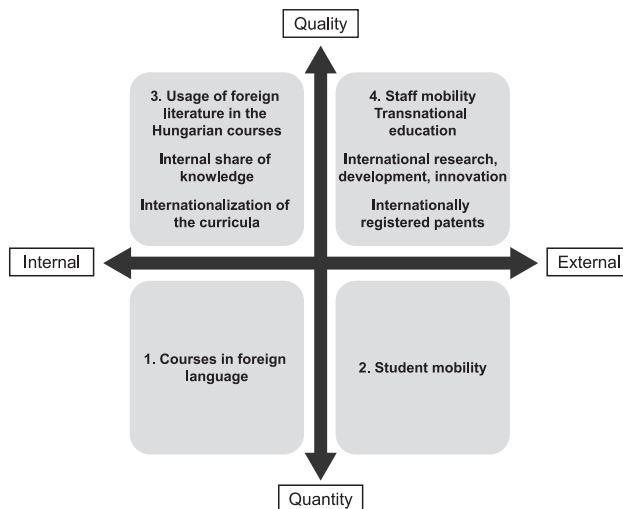 Quality
3. Usage of foreign
literature in the
Hungarian courses
Internal share of
knowledge
Internationalization of
the curricula
4. Staff mobility
Transnational
education
International research,
development, innovation
Internationally
registered patents
Internal
External
1. Courses in foreign
language
2. Student mobility
Quantity